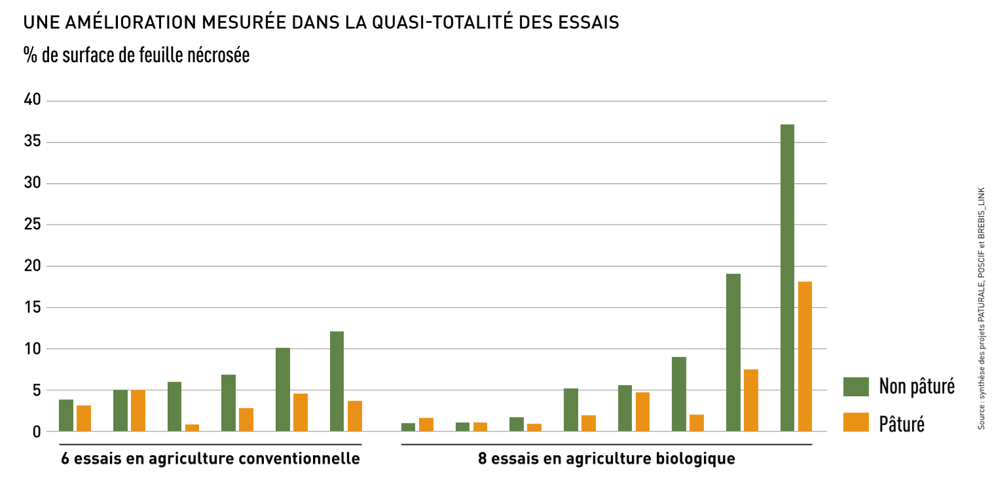 UNE AMÉLIORATION MESURÉE DANS LA QUASI-TOTALITÉ DES ESSAIS
% de surface de feuille nécrosée
40
35
30
25
20
15
10
5
0
6 essais en agriculture conventionnelle
8 essais en agriculture biologique
Non pâturé
Pâturé
Source : synthèse des projets PATURALE, POSCIF et BREBIS_LINK